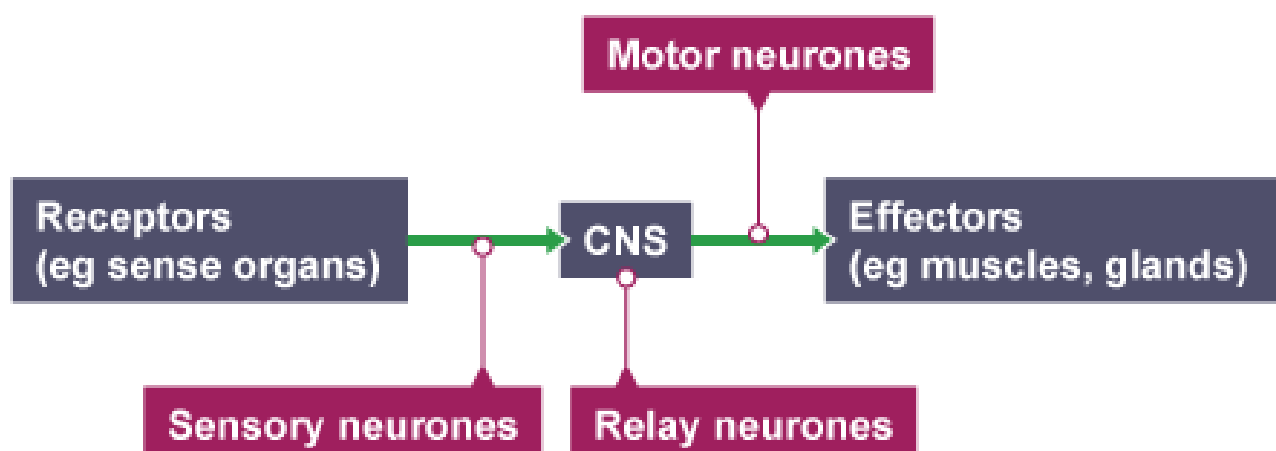 Motor neurones
Receptors
(eg sense organs)
CNS
Effectors
(eg muscles, glands)
Sensory neurones
Relay neurones